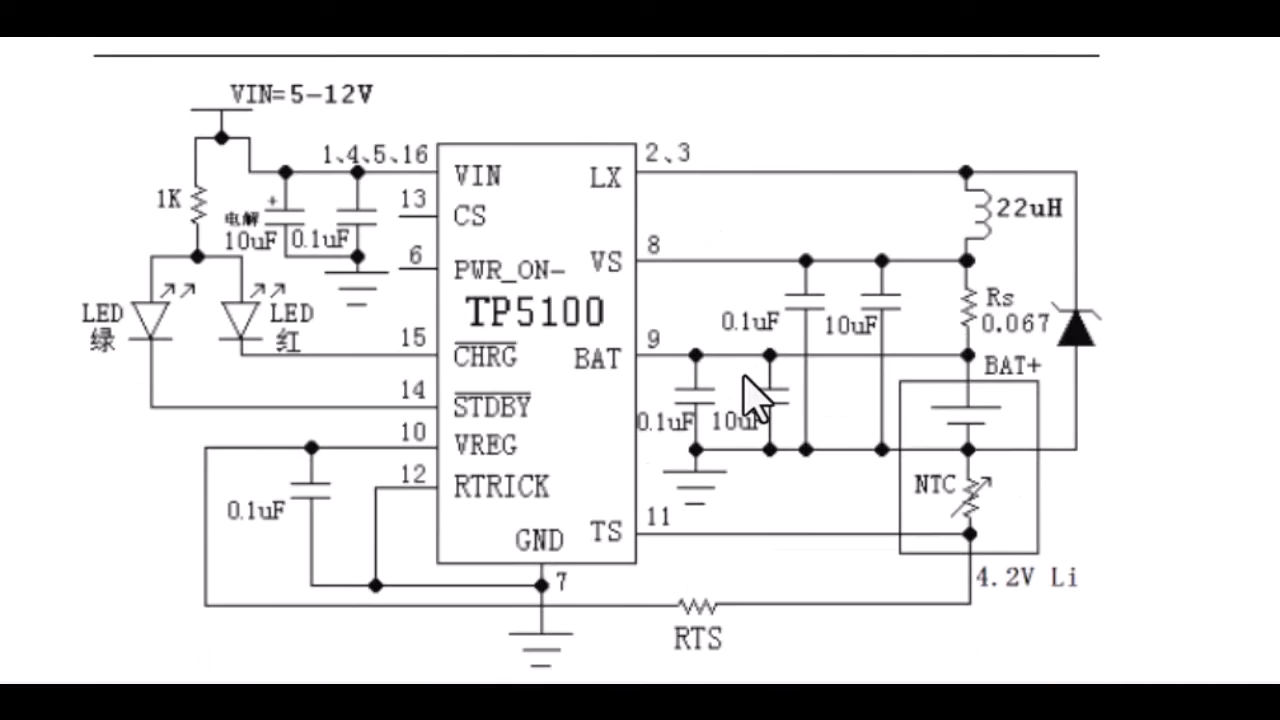 VIN=5-12V
1、4、5、16
VIN
LX
2、3
1K
电解
+
10uF
0.1uF
13
CS
6
PWR_ON-
VS
8
22uH
TP5100
LED
绿
LED
红
0.1uF
10uF
Rs
0.067
15
CHRG
BAT
9
BAT+
14
STDBY
0.1uF
10uF
10
VREG
12
RTRICK
0.1uF
NTC
GND
TS
11
7
4.2V Li
RTS